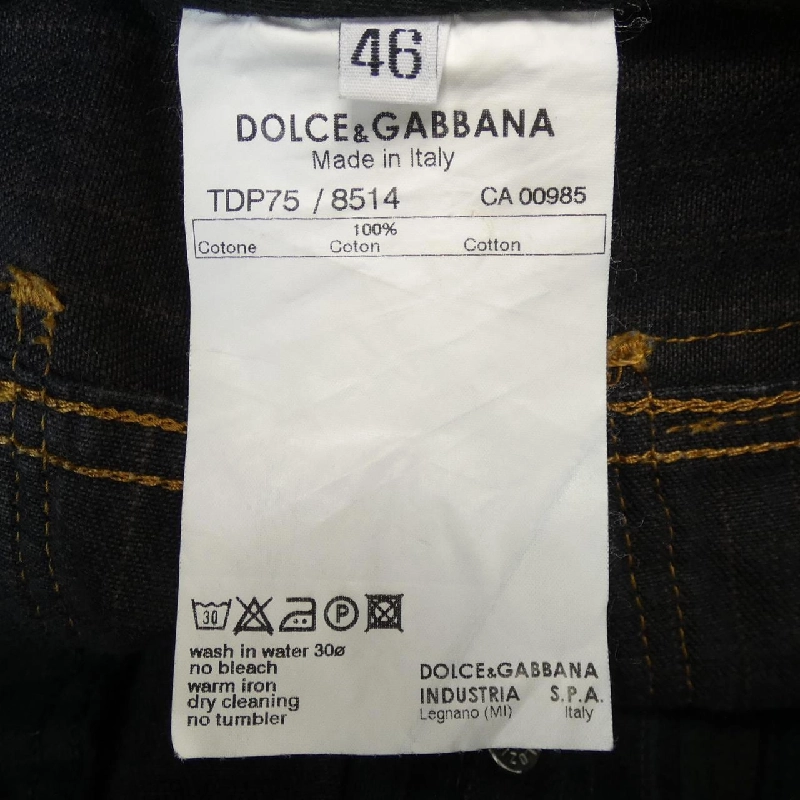 46
DOLCE&GABBANA
Made in Italy
TDP75 / 8514 CA 00985
100%
Cotone Coton Cotton
30 P
wash in water 30ø
no bleach
warm iron
dry cleaning
no tumbler
DOLCE&GABBANA
INDUSTRIA S.P.A.
Legnano (MI) Italy